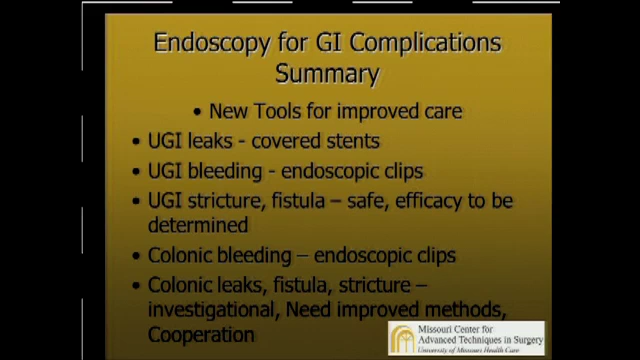 Endoscopy for GI Complications
Summary
• New Tools for improved care
• UGI leaks - covered stents
• UGI bleeding - endoscopic clips
• UGI stricture, fistula – safe, efficacy to be
determined
• Colonic bleeding – endoscopic clips
• Colonic leaks, fistula, stricture –
investigational, Need improved methods,
Cooperation
Missouri Center for
Advanced Techniques in Surgery
University of Missouri Health Care